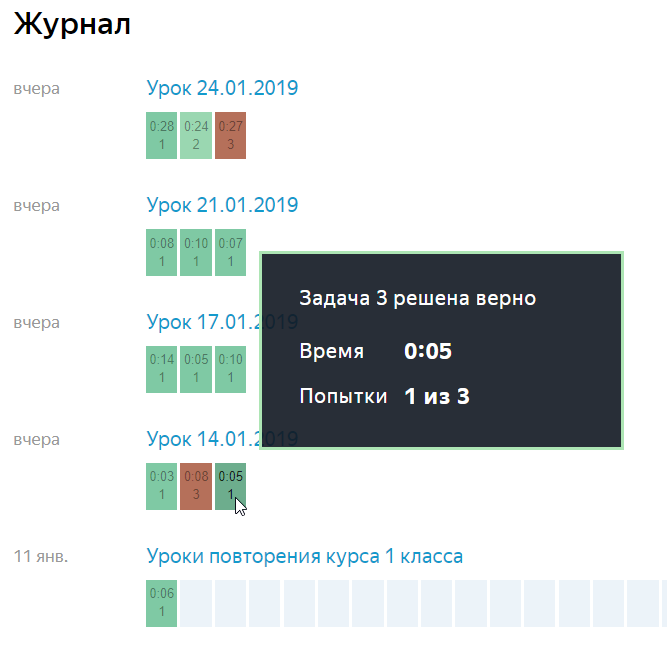 Журнал
вчера
Урок 24.01.2019
0:28 0:24 0:27
1 2 3
вчера
Урок 21.01.2019
0:08 0:10 0:07
1 1 1
Задача 3 решена верно
вчера
Урок 17.01.2019
Время 0:05
0:14 0:05 0:10
1 1 1
Попытки 1 из 3
вчера
Урок 14.01.2019
0:03 0:08 0:05
1 3 1
11 янв.
Уроки повторения курса 1 класса
0:06
1